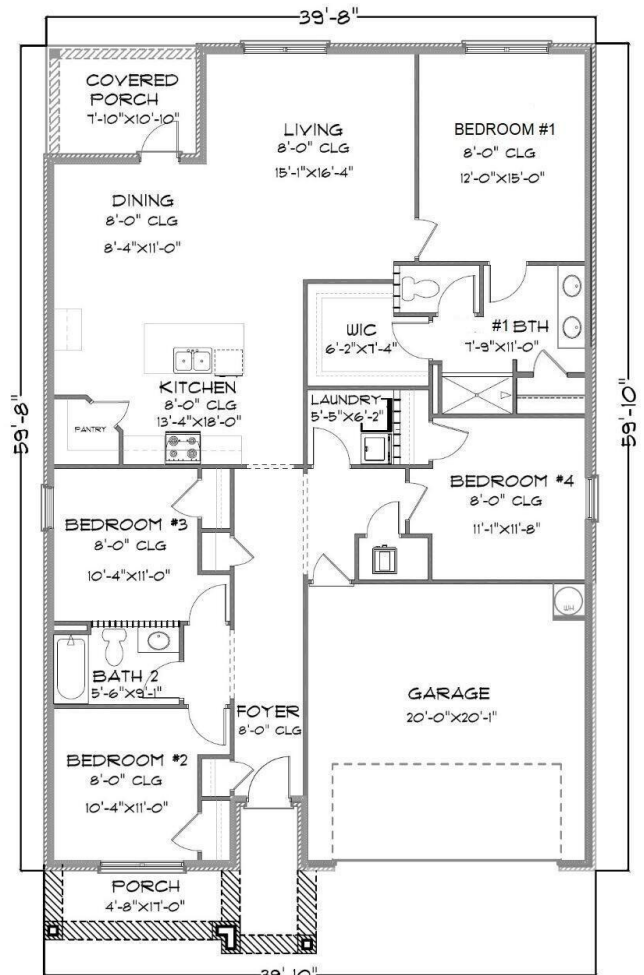 39'-8"
COVERED
PORCH
7'-10"X10'-10"
LIVING
8'-0" CLG
15'-1"X16'-4"
BEDROOM #1
8'-0" CLG
12'-0"X15'-0"
DINING
8'-0" CLG
8'-4"X11'-0"
WIC
6'-2"X7'-4"
#1 BTH
7'-9"X11'-0"
KITCHEN
8'-0" CLG
13'-4"X18'-0"
PANTRY
LAUNDRY
5'-5"X6'-2"
59'-8"
59'-10"
BEDROOM #4
8'-0" CLG
11'-1"X11'-8"
BEDROOM #3
8'-0" CLG
10'-4"X11'-0"
WH
BATH 2
5'-6"X9'-1"
FOYER
8'-0" CLG
GARAGE
20'-0"X20'-1"
BEDROOM #2
8'-0" CLG
10'-4"X11'-0"
PORCH
4'-8"X17'-0"
39'-10"